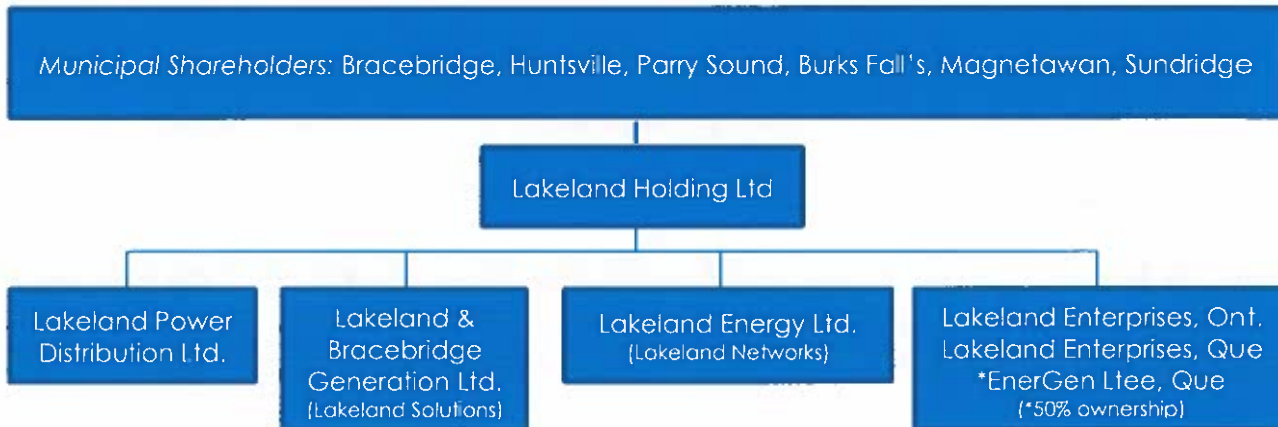 Municipal Shareholders: Bracebridge, Huntsville, Parry Sound, Burks Fall's, Magnetawan, Sundridge
Lakeland Holding Ltd
Lakeland Power
Distribution Ltd.
Lakeland &
Bracebridge
Generation Ltd.
(Lakeland Solutions)
Lakeland Energy Ltd.
(Lakeland Networks)
Lakeland Enterprises, Ont.
Lakeland Enterprises, Que
*EnerGen Ltee, Que
(*50% ownership)